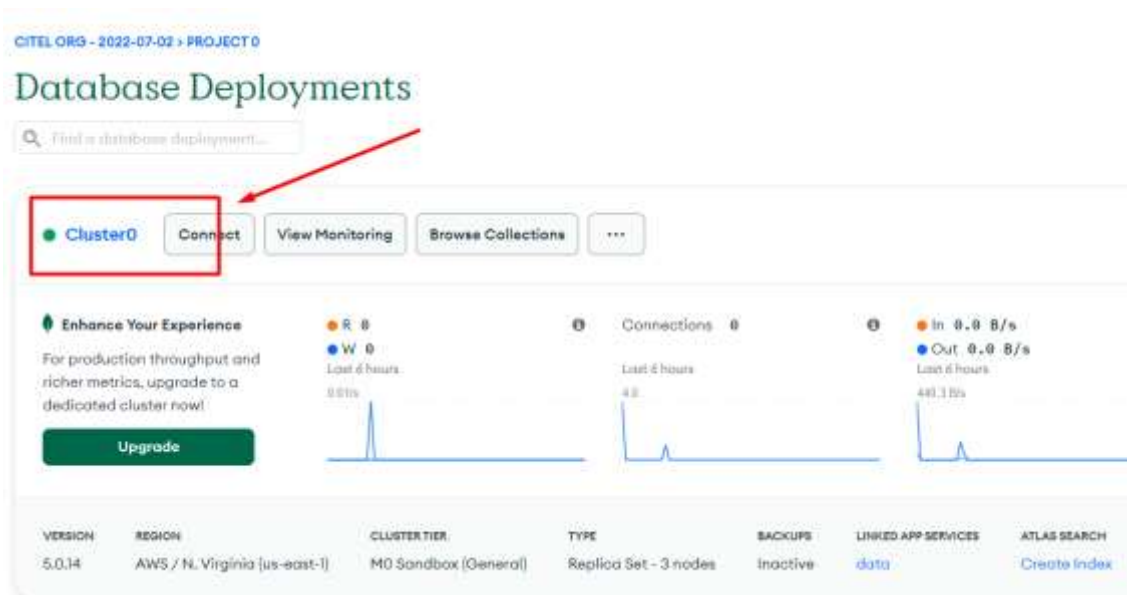 CITEL ORG - 2022-07-02 > PROJECT 0
Database Deployments
Find a database deployment...
Cluster0 Connect View Monitoring Browse Collections ...
Enhance Your Experience
For production throughput and
richer metrics, upgrade to a
dedicated cluster now!
Upgrade
R 0
W 0
Last 6 hours
Connections 0
Last 6 hours
4.0
In 0.0 B/s
Out 0.0 B/s
Last 6 hours
VERSION REGION CLUSTER TIER TYPE BACKUPS LINKED APP SERVICES ATLAS SEARCH
5.0.14 AWS / N. Virginia (us-east-1) M0 Sandbox (General) Replica Set - 3 nodes Inactive data Create Index